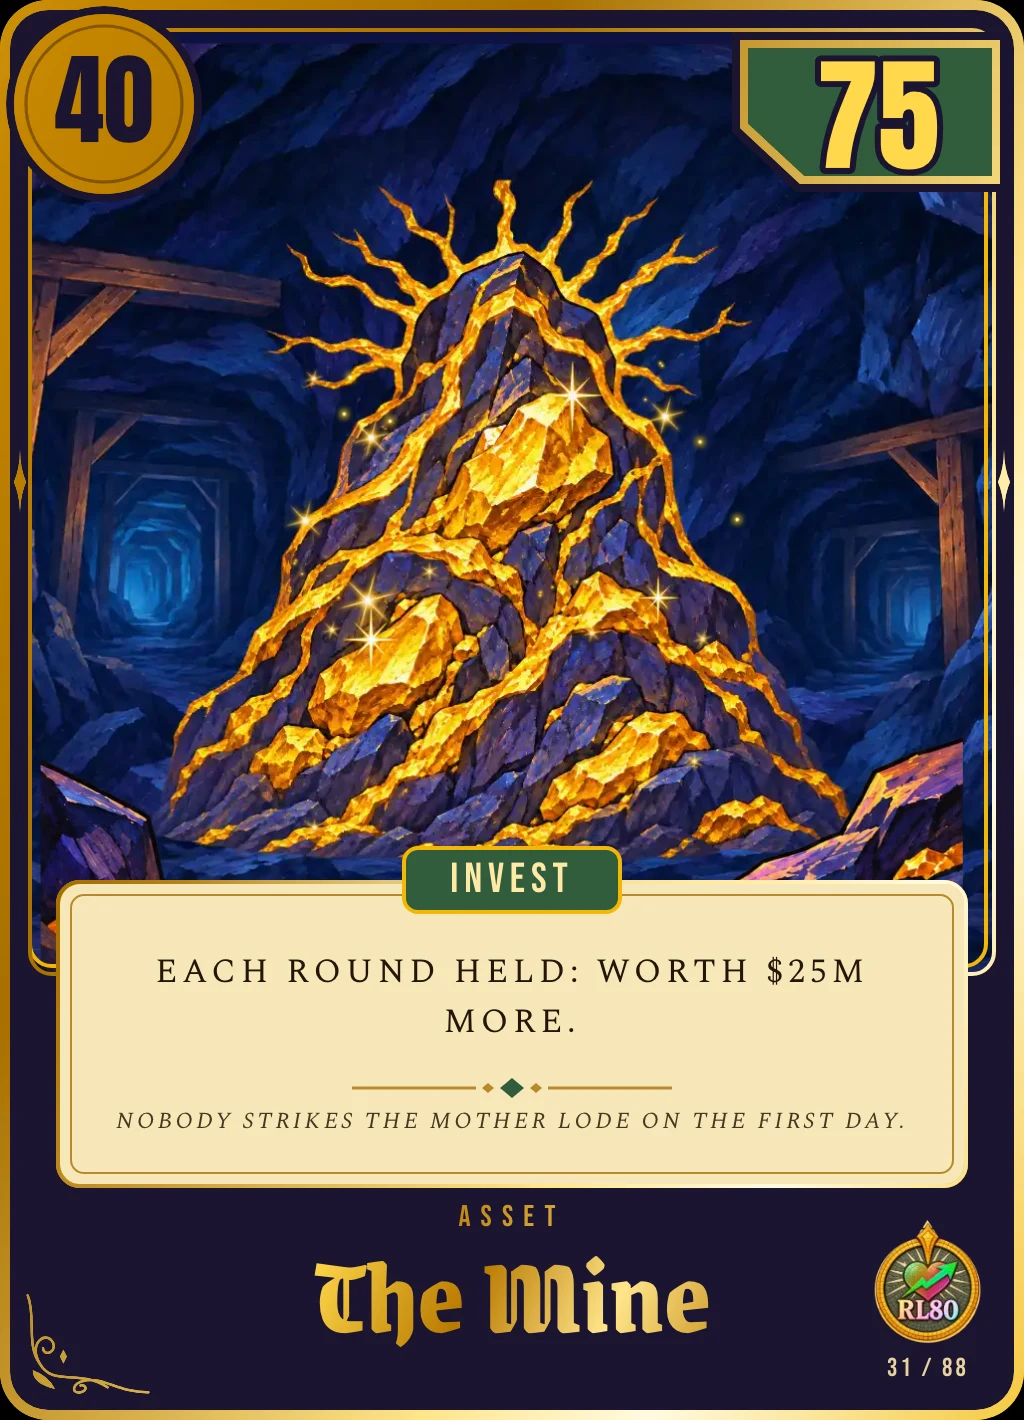 40
75
INVEST
EACH ROUND HELD: WORTH $25M
MORE.
NOBODY STRIKES THE MOTHER LODE ON THE FIRST DAY.
ASSET
The Mine
RL80
31 / 88